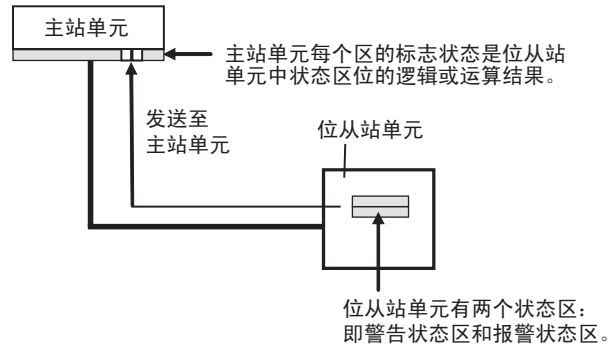 主站单元
主站单元每个区的标志状态是位从站
单元中状态区位的逻辑或运算结果。
发送至
主站单元
位从站单元
位从站单元有两个状态区：
即警告状态区和报警状态区。